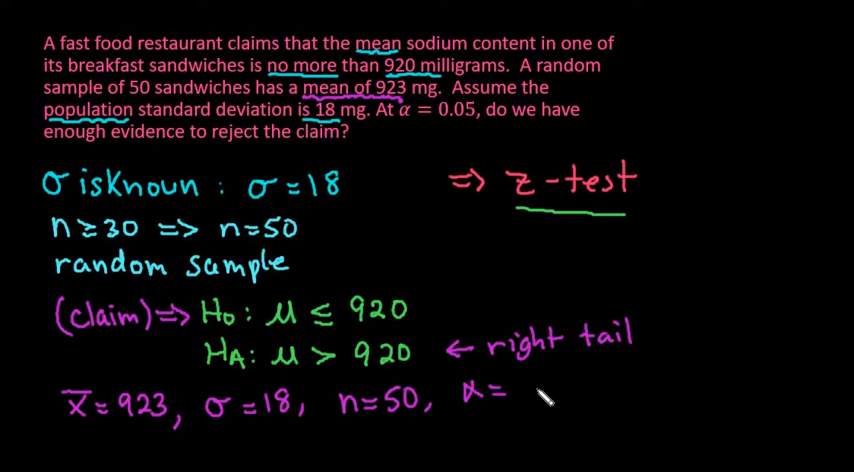 A fast food restaurant claims that the mean sodium content in one of
its breakfast sandwiches is no more than 920 milligrams. A random
sample of 50 sandwiches has a mean of 923 mg. Assume the
population standard deviation is 18 mg. At α = 0.05, do we have
enough evidence to reject the claim?
σ is Known : σ = 18 ⇒ z-test
n ≥ 30 ⇒ n = 50
random sample
(claim) ⇒ H₀ : μ ≤ 920
H_A : μ > 920 ← right tail
x̄ = 923, σ = 18, n = 50, α =